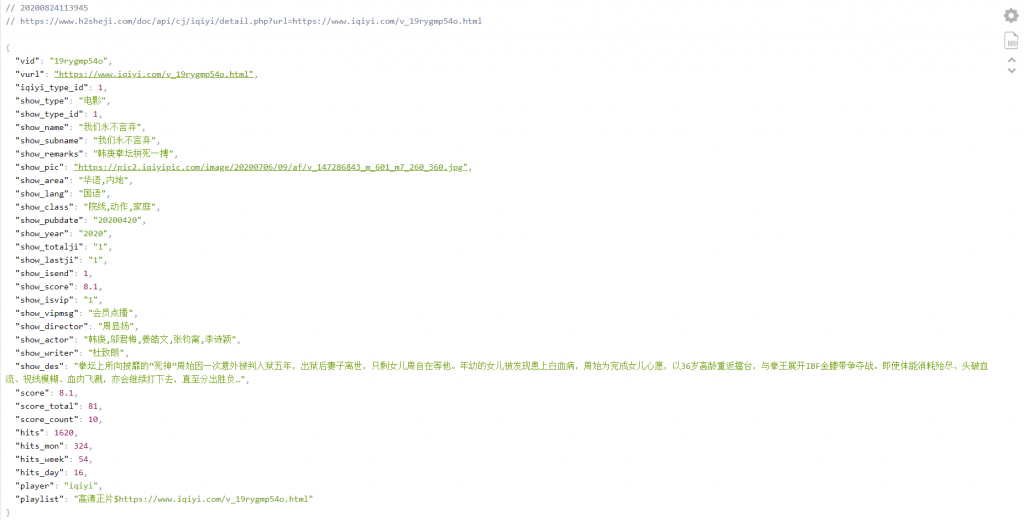 // 20200824113945
// https://www.h2sheji.com/doc/api/cj/iqiyi/detail.php?url=https://www.iqiyi.com/v_19rygmp54o.html
{
"vid": "19rygmp54o",
"vurl": "https://www.iqiyi.com/v_19rygmp54o.html",
"iqiyi_type_id": 1,
"show_type": "电影",
"show_type_id": 1,
"show_name": "我们永不言弃",
"show_subname": "我们永不言弃",
"show_remarks": "韩庚拳坛拼死一搏",
"show_pic": "https://pic2.iqiyipic.com/image/20200706/09/af/v_147286843_m_601_m7_260_360.jpg",
"show_area": "华语,内地",
"show_lang": "国语",
"show_class": "院线,动作,家庭",
"show_pubdate": "20200420",
"show_year": "2020",
"show_totalji": "1",
"show_lastji": "1",
"show_isend": 1,
"show_score": 8.1,
"show_isvip": "1",
"show_vipmsg": "会员点播",
"show_director": "周显扬",
"show_actor": "韩庚,邬君梅,姜皓文,张钧甯,李诗颖",
"show_writer": "杜致朗",
"show_des": "拳坛上所向披靡的“死神”周始因一次意外被判入狱五年，出狱后妻子离世，只剩女儿周自在等他。年幼的女儿被发现患上白血病，周始为完成女儿心愿，以36岁高龄重返擂台，与拳王展开IBF金腰带争夺战。即使体能消耗殆尽、头破血
流、视线模糊、血肉飞溅，亦会继续打下去，直至分出胜负…",
"score": 8.1,
"score_total": 81,
"score_count": 10,
"hits": 1620,
"hits_mon": 324,
"hits_week": 54,
"hits_day": 16,
"player": "iqiyi",
"playlist": "高清正片$https://www.iqiyi.com/v_19rygmp54o.html"
}